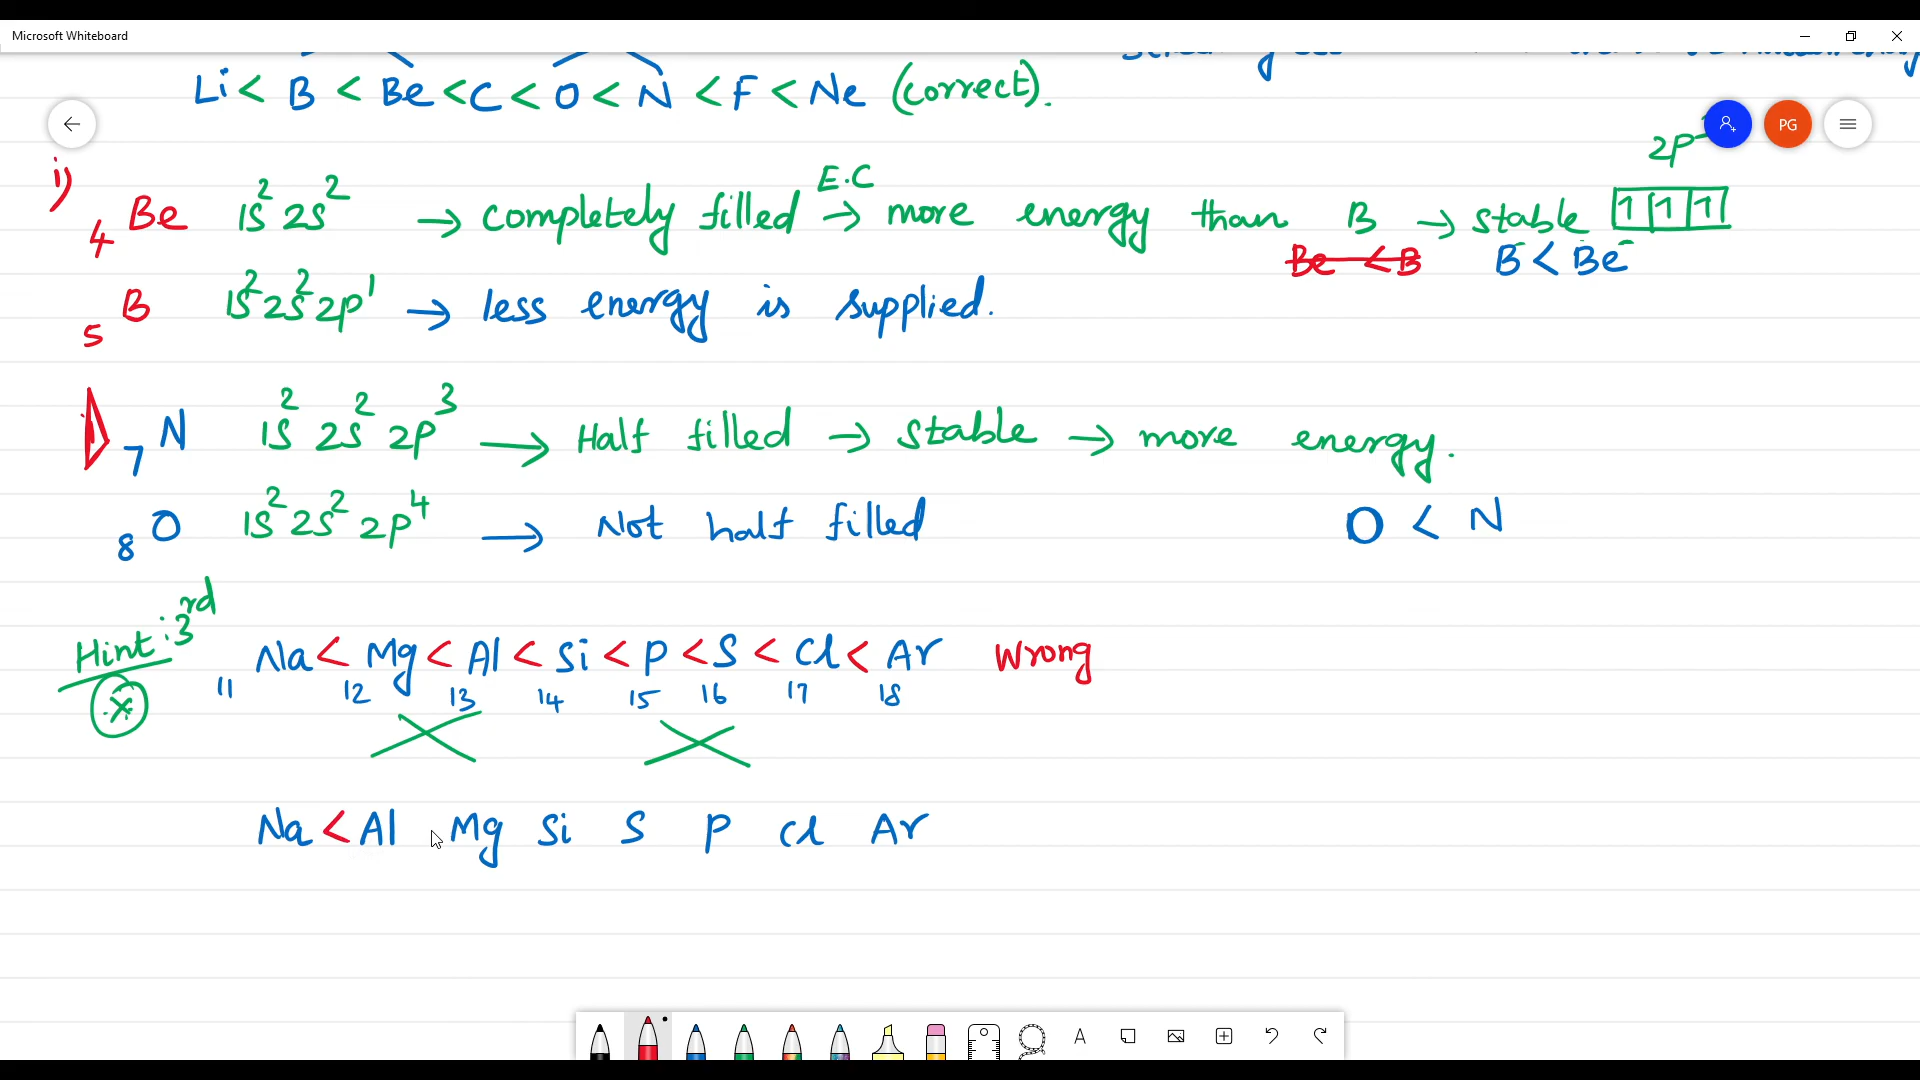 Microsoft Whiteboard
Li < B < Be < C < O < N < F < Ne (correct).
PG
2p
i) 4 Be 1s² 2s² → completely filled E.C → more energy than B → stable 1 1 1
Be < B B < Be
5 B 1s² 2s² 2p¹ → less energy is supplied.
7 N 1s² 2s² 2p³ → Half filled → stable → more energy.
8 O 1s² 2s² 2p⁴ → Not half filled O < N
Hint: 3rd
Na < Mg < Al < Si < P < S < Cl < Ar Wrong
11 12 13 14 15 16 17 18
Na < Al Mg Si S P Cl Ar
A